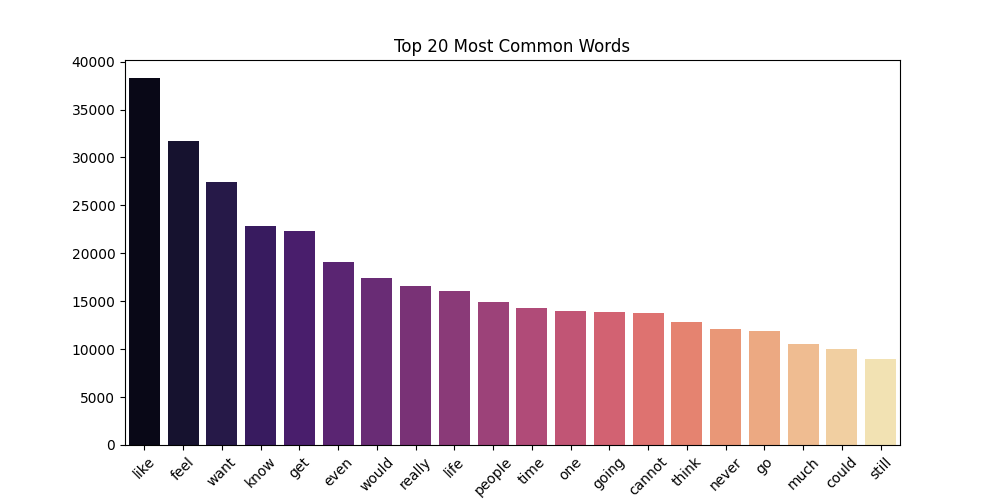 Top 20 Most Common Words
40000
35000
30000
25000
20000
15000
10000
5000
0
like
feel
want
know
get
even
would
really
life
people
time
one
going
cannot
think
never
go
much
could
still